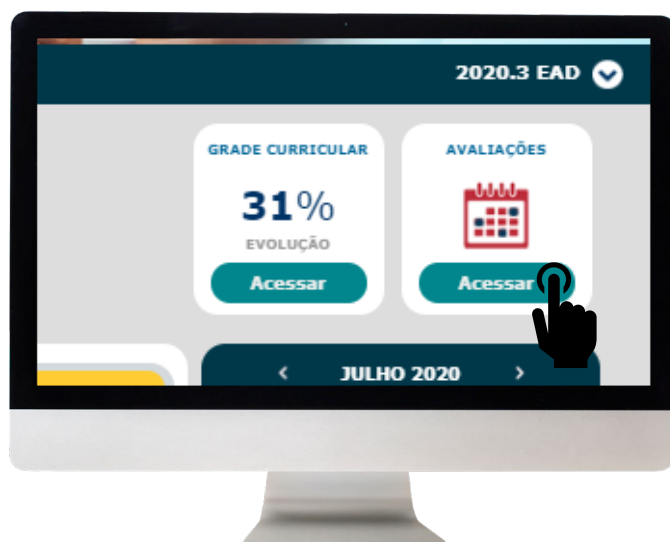 2020.3 EAD
GRADE CURRICULAR
31%
EVOLUÇÃO
Acessar
AVALIAÇÕES
Acessar
JULHO 2020